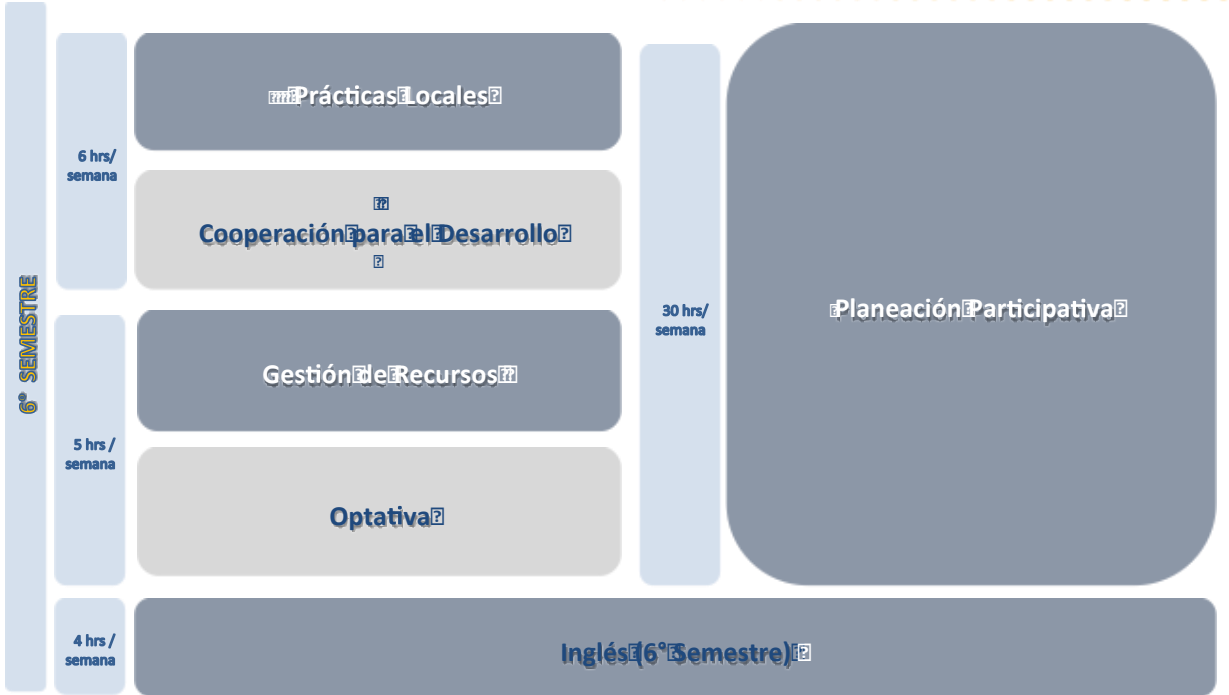 6º SEMESTRE
6 hrs/
semana
Prácticas Locales
Cooperación para el Desarrollo
5 hrs /
semana
Gestión de Recursos
Optativa
30 hrs/
semana
Planeación Participativa
4 hrs /
semana
Inglés (6° Semestre)